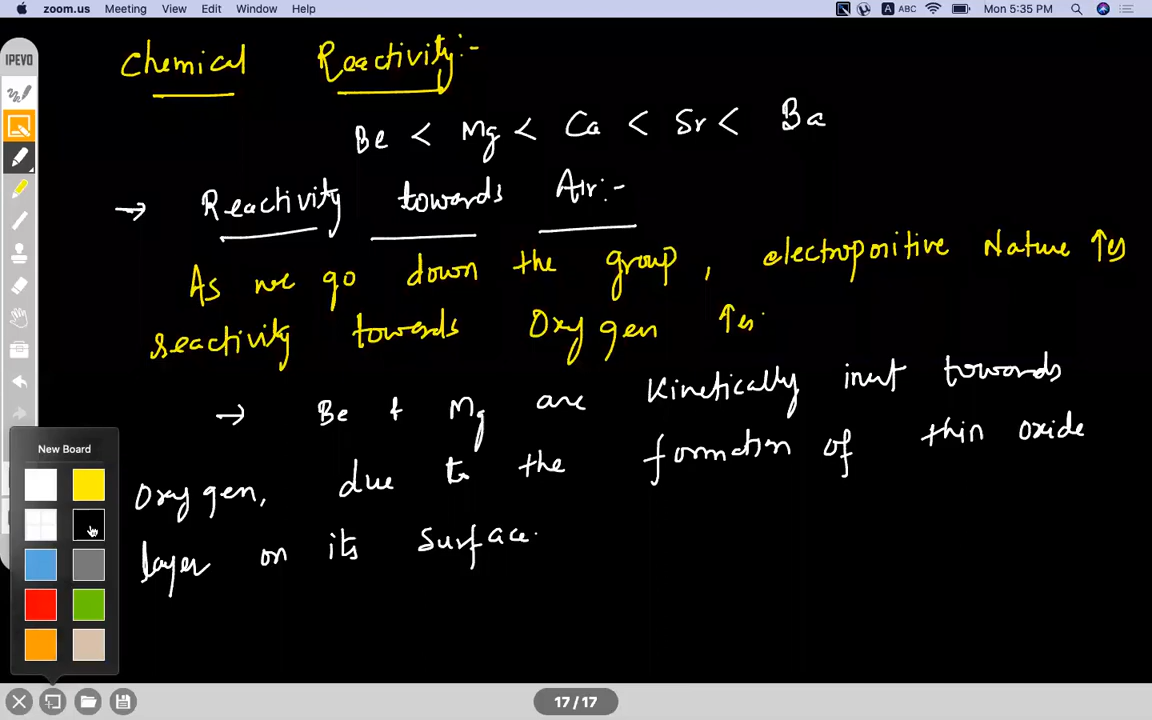 zoom.us Meeting View Edit Window Help A ABC Mon 5:35 PM
IPEVO
Chemical Reactivity:-
Be < Mg < Ca < Sr < Ba
→ Reactivity towards Air:-
As we go down the group, electropositive Nature ↑es
reactivity towards Oxygen ↑es.
→ Be + Mg are Kinetically inert towards
Oxygen, due to the formation of thin oxide
layer on its surface.
New Board
17 / 17